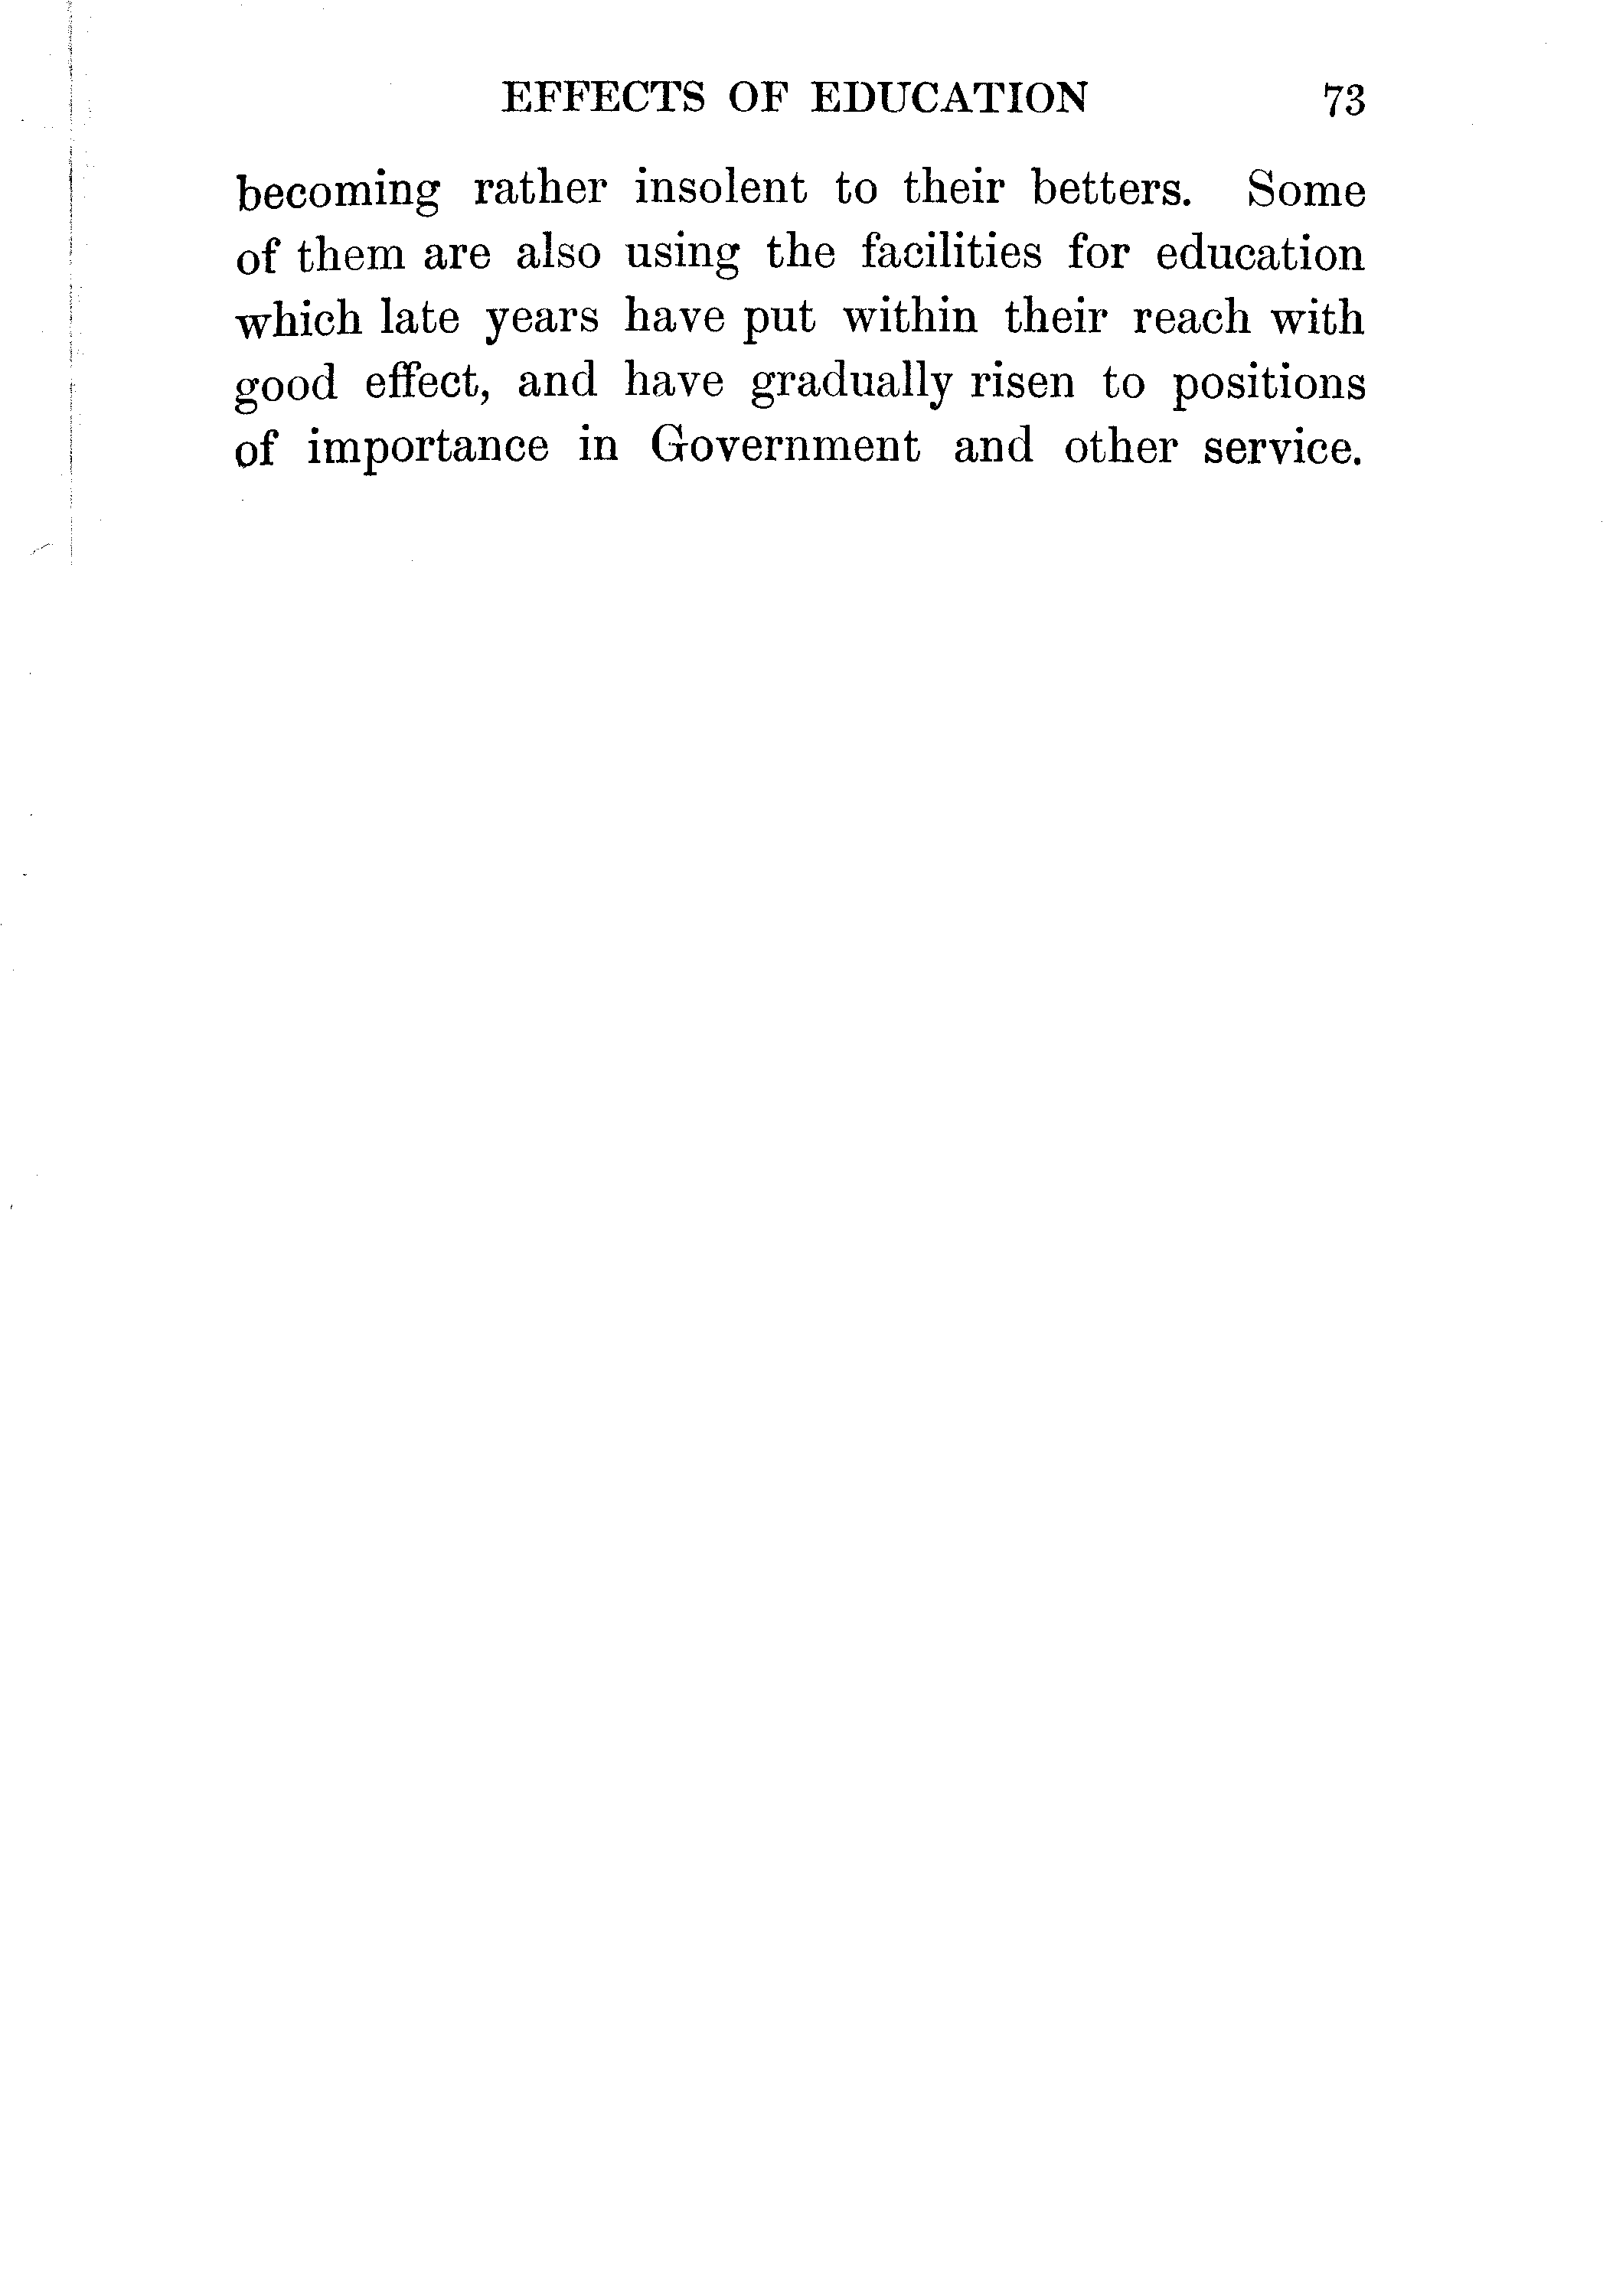 EFFECTS OF EDUCATION 73
becoming rather insolent to their betters. Some
of them are also using the facilities for education
which late years have put within their reach with
good effect, and have gradually risen to positions
of importance in Government and other service.